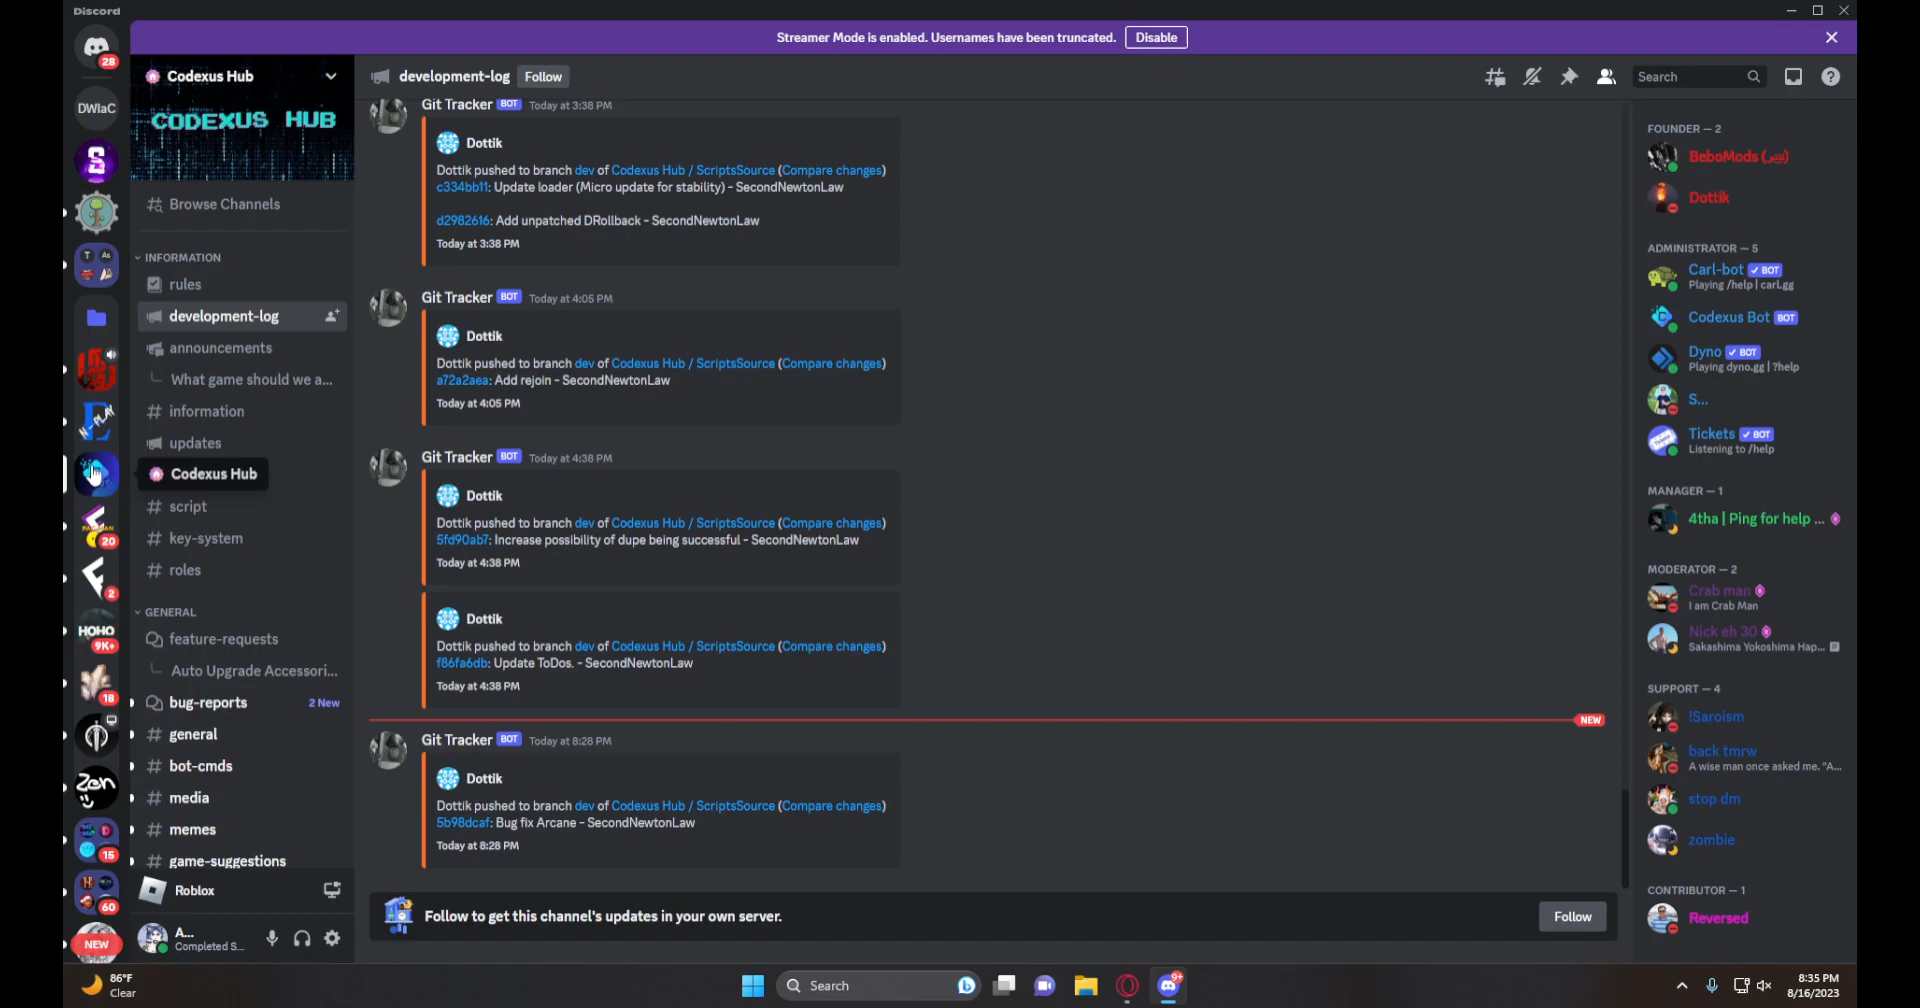 Discord
Streamer Mode is enabled. Usernames have been truncated.
Disable
28
DWlaC
T
As
20
2
HOHO
9K+
18
Zen
15
60
NEW
Codexus Hub
CODEXUS HUB
Browse Channels
INFORMATION
rules
development-log
announcements
What game should we a...
information
updates
Codexus Hub
script
key-system
roles
GENERAL
feature-requests
Auto Upgrade Accessori...
bug-reports
2 New
general
bot-cmds
media
memes
game-suggestions
Roblox
A...
Completed S...
development-log
Follow
Search
Git Tracker BOT Today at 3:38 PM
Dottik
Dottik pushed to branch dev of Codexus Hub / ScriptsSource (Compare changes)
c334bb11: Update loader (Micro update for stability) - SecondNewtonLaw
d2982616: Add unpatched DRollback - SecondNewtonLaw
Today at 3:38 PM
Git Tracker BOT Today at 4:05 PM
Dottik
Dottik pushed to branch dev of Codexus Hub / ScriptsSource (Compare changes)
a72a2aea: Add rejoin - SecondNewtonLaw
Today at 4:05 PM
Git Tracker BOT Today at 4:38 PM
Dottik
Dottik pushed to branch dev of Codexus Hub / ScriptsSource (Compare changes)
5fd90ab7: Increase possibility of dupe being successful - SecondNewtonLaw
Today at 4:38 PM
Dottik
Dottik pushed to branch dev of Codexus Hub / ScriptsSource (Compare changes)
f86fa6db: Update ToDos. - SecondNewtonLaw
Today at 4:38 PM
NEW
Git Tracker BOT Today at 8:28 PM
Dottik
Dottik pushed to branch dev of Codexus Hub / ScriptsSource (Compare changes)
5b98dcaf: Bug fix Arcane - SecondNewtonLaw
Today at 8:28 PM
Follow to get this channel's updates in your own server.
Follow
FOUNDER — 2
BeboMods
Dottik
ADMINISTRATOR — 5
Carl-bot BOT
Playing /help | carl.gg
Codexus Bot BOT
Dyno BOT
Playing dyno.gg | ?help
S...
Tickets BOT
Listening to /help
MANAGER — 1
4tha | Ping for help ...
MODERATOR — 2
Crab man
I am Crab Man
Nick eh 30
Sakashima Yokoshima Hap...
SUPPORT — 4
!Saroism
back tmrw
A wise man once asked me. "A...
stop dm
zombie
CONTRIBUTOR — 1
Reversed
86°F
Clear
Search
9+
8:35 PM
8/16/2023